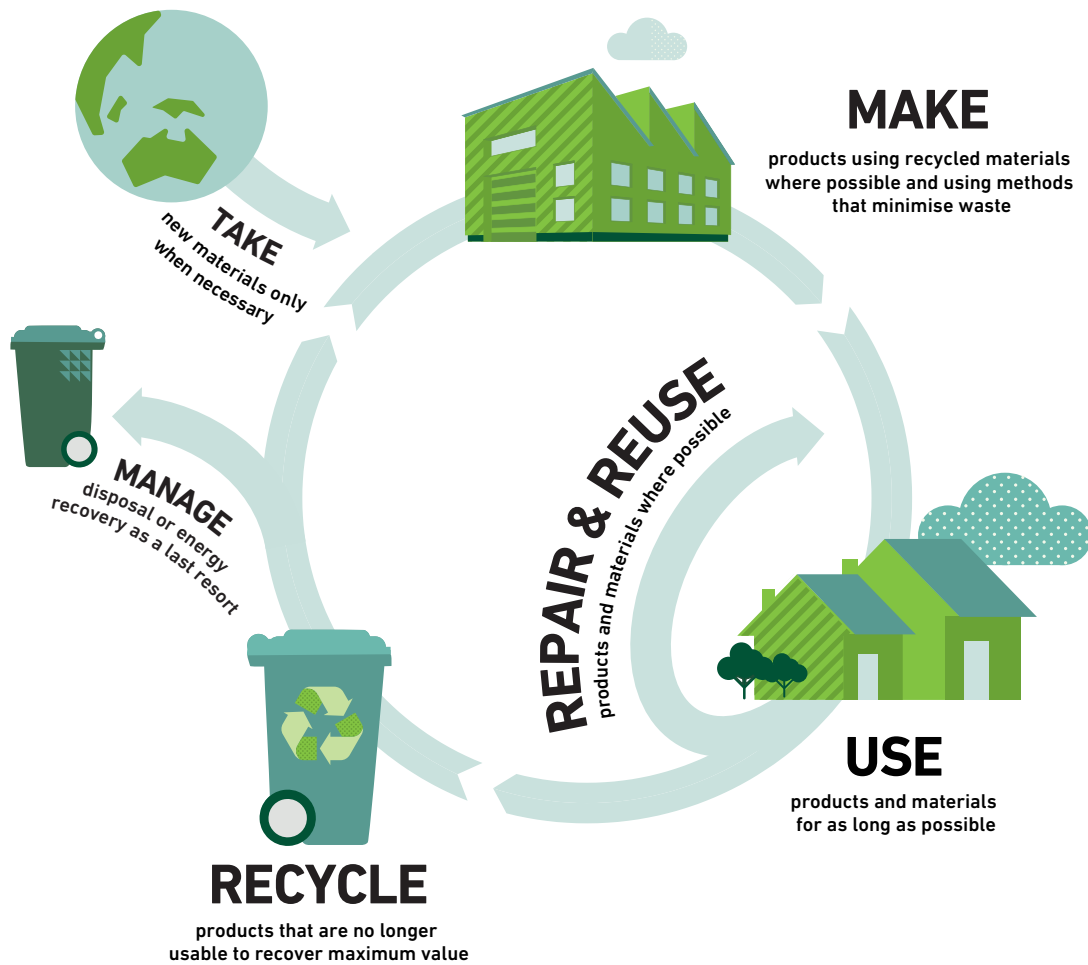 MAKE
products using recycled materials
where possible and using methods
that minimise waste
TAKE
new materials only
when necessary
MANAGE
disposal or energy
recovery as a last resort
REPAIR & REUSE
products and materials where possible
USE
products and materials
for as long as possible
RECYCLE
products that are no longer
usable to recover maximum value